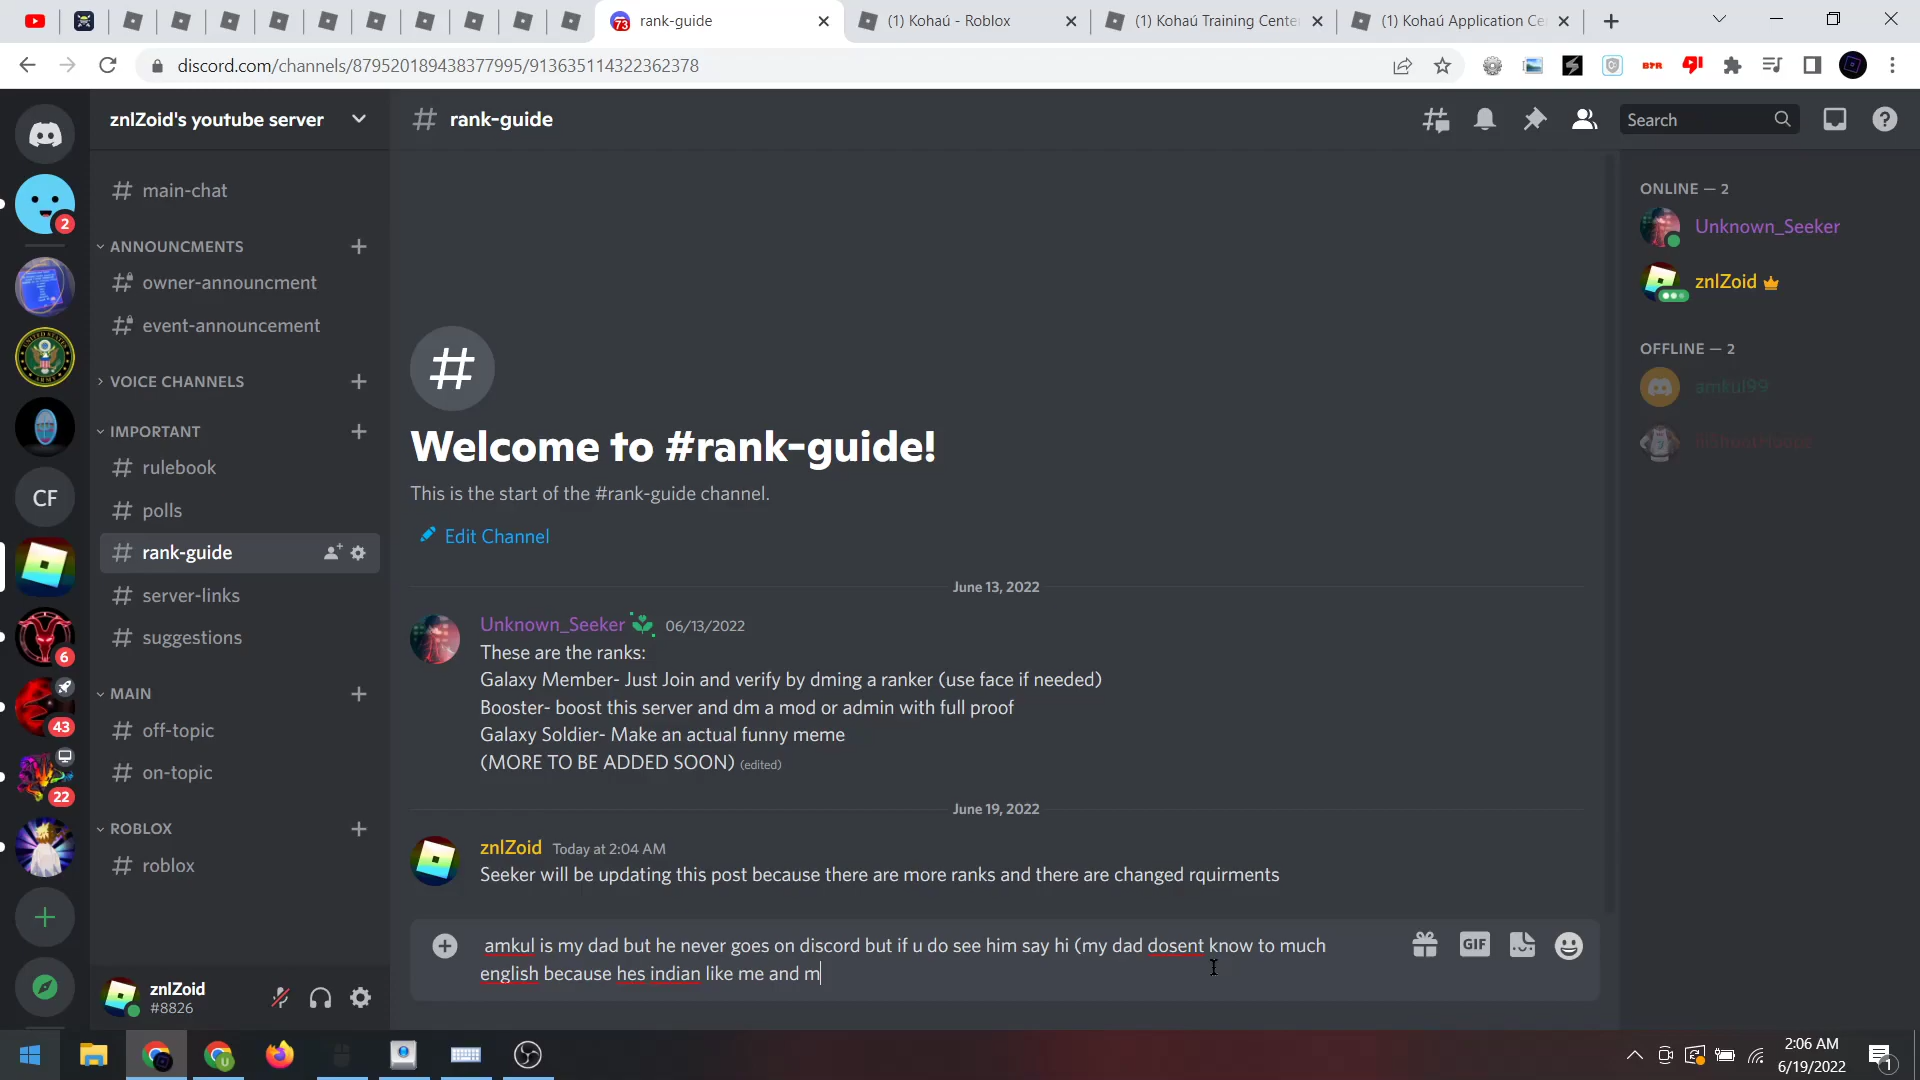 73
rank-guide
(1) Kohaú - Roblox
(1) Kohaú Training Cente
(1) Kohaú Application Ce
discord.com/channels/879520189438377995/913635114322362378
znlZoid's youtube server
rank-guide
Search
2
main-chat
ANNOUNCMENTS
owner-announcment
event-announcement
VOICE CHANNELS
IMPORTANT
rulebook
polls
rank-guide
server-links
suggestions
MAIN
off-topic
on-topic
ROBLOX
roblox
CF
6
43
22
Welcome to #rank-guide!
This is the start of the #rank-guide channel.
Edit Channel
June 13, 2022
Unknown_Seeker 06/13/2022
These are the ranks:
Galaxy Member- Just Join and verify by dming a ranker (use face if needed)
Booster- boost this server and dm a mod or admin with full proof
Galaxy Soldier- Make an actual funny meme
(MORE TO BE ADDED SOON) (edited)
June 19, 2022
znlZoid Today at 2:04 AM
Seeker will be updating this post because there are more ranks and there are changed rquirments
amkul is my dad but he never goes on discord but if u do see him say hi (my dad dosent know to much
english because hes indian like me and m
GIF
ONLINE — 2
Unknown_Seeker
znlZoid
OFFLINE — 2
amkul99
znlZoid
#8826
2:06 AM
6/19/2022
1